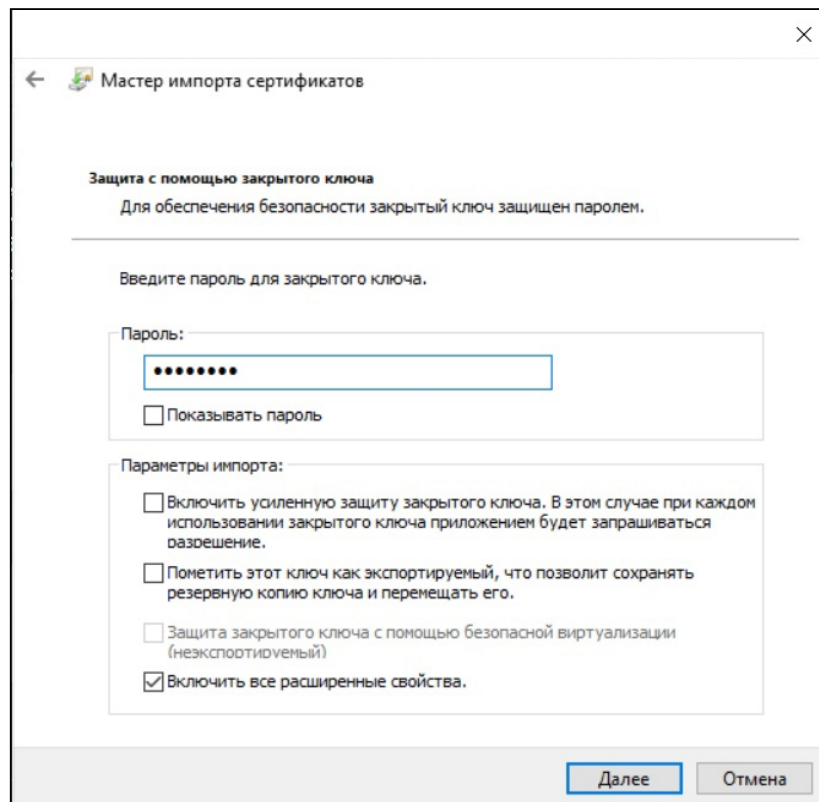 Мастер импорта сертификатов
Защита с помощью закрытого ключа
Для обеспечения безопасности закрытый ключ защищен паролем.
Введите пароль для закрытого ключа.
Пароль:
••••••••
Показывать пароль
Параметры импорта:
Включить усиленную защиту закрытого ключа. В этом случае при каждом
использовании закрытого ключа приложением будет запрашиваться
разрешение.
Пометить этот ключ как экспортируемый, что позволит сохранять
резервную копию ключа и перемещать его.
Защита закрытого ключа с помощью безопасной виртуализации
(неэкспортируемый)
Включить все расширенные свойства.
Далее
Отмена